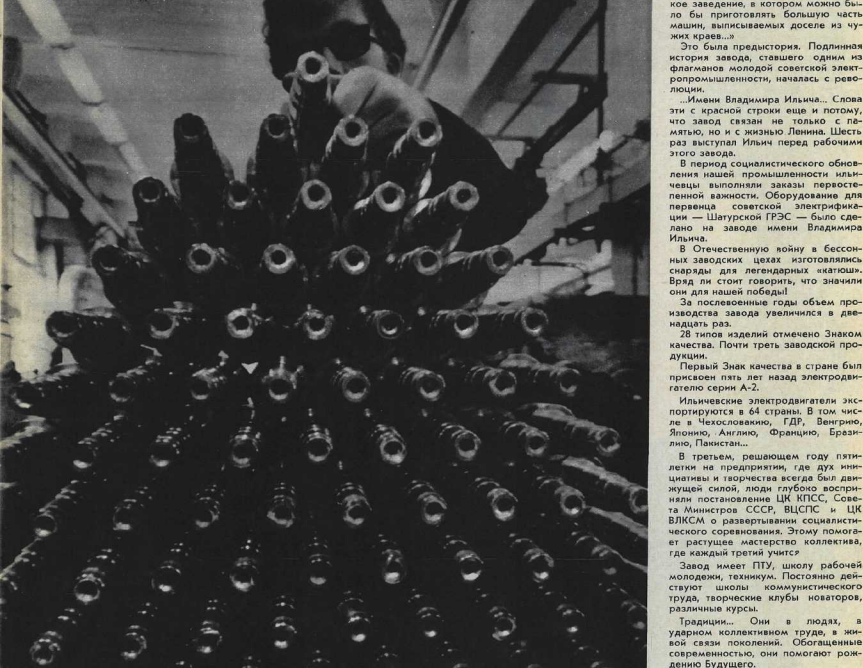 кое заведение, в котором можно бы-
ло бы приготовлять большую часть
машин, выписываемых доселе из чу-
жих краев...»
Это была предыстория. Подлинная
история завода, ставшего одним из
флагманов молодой советской элект-
ропромышленности, началась с рево-
люции.
...Имени Владимира Ильича... Слова
эти с красной строки еще и потому,
что завод связан не только с па-
мятью, но и с жизнью Ленина. Шесть
раз выступал Ильич перед рабочими
этого завода.
В период социалистического обнов-
ления нашей промышленности ильи-
чевцы выполняли заказы первосте-
пенной важности. Оборудование для
первенца советской электрифика-
ции — Шатурской ГРЭС — было сде-
лано на заводе имени Владимира
Ильича.
В Отечественную войну в бессон-
ных заводских цехах изготовлялись
снаряды для легендарных «катюш».
Вряд ли стоит говорить, что значили
они для нашей победы!
За послевоенные годы объем про-
изводства завода увеличился в две-
надцать раз.
28 типов изделий отмечено Знаком
качества. Почти треть заводской про-
дукции.
Первый Знак качества в стране был
присвоен пять лет назад электродви-
гателю серии А-2.
Ильичевские электродвигатели экс-
портируются в 64 страны. В том чис-
ле в Чехословакию, ГДР, Венгрию,
Японию, Англию, Францию, Брази-
лию, Пакистан...
В третьем, решающем году пяти-
летки на предприятии, где дух ини-
циативы и творчества всегда был дви-
жущей силой, люди глубоко воспри-
няли постановление ЦК КПСС, Сове-
та Министров СССР, ВЦСПС и ЦК
ВЛКСМ о развертывании социалисти-
ческого соревнования. Этому помога-
ет растущее мастерство коллектива,
где каждый третий учится
Завод имеет ПТУ, школу рабочей
молодежи, техникум. Постоянно дей-
ствуют школы коммунистического
труда, творческие клубы новаторов,
различные курсы.
Традиции... Они в людях, в
ударном коллективном труде, в жи-
вой связи поколений. Обогащенные
современностью, они помогают рож-
дению Будущего.